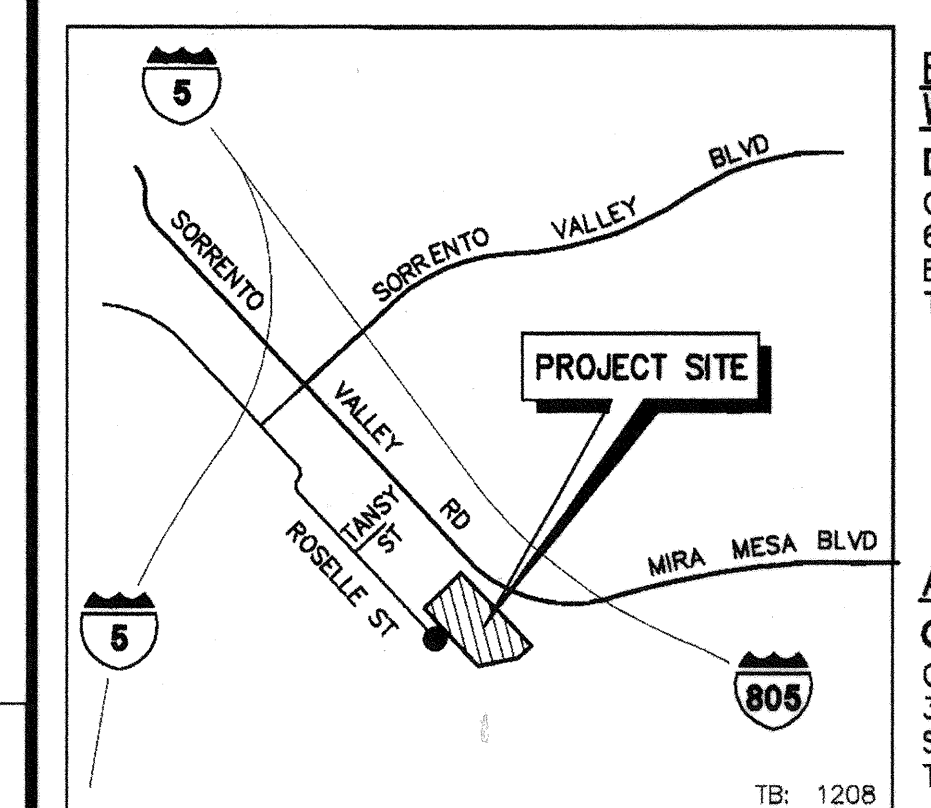 5
SORRENTO VALLEY BLVD
SORRENTO VALLEY RD
PROJECT SITE
TANSY ST
ROSELLE ST
MIRA MESA BLVD
5
805
TB: 1208